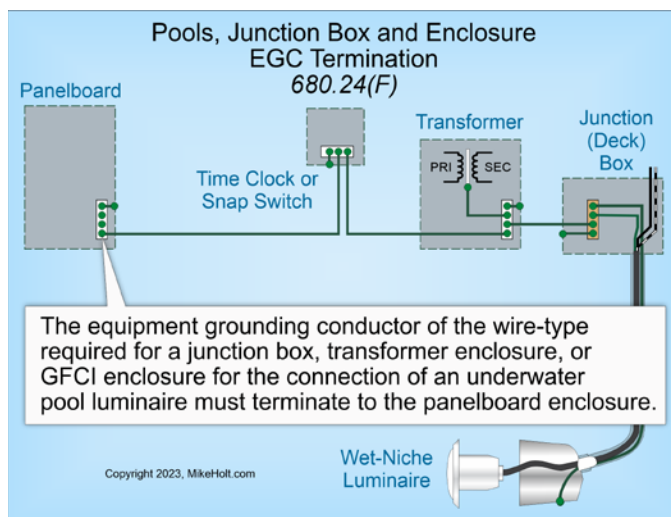 Pools, Junction Box and Enclosure
EGC Termination
680.24(F)
Panelboard
Time Clock or
Snap Switch
Transformer
PRI
SEC
Junction
(Deck)
Box
The equipment grounding conductor of the wire-type
required for a junction box, transformer enclosure, or
GFCI enclosure for the connection of an underwater
pool luminaire must terminate to the panelboard enclosure.
Wet-Niche
Luminaire
Copyright 2023, MikeHolt.com